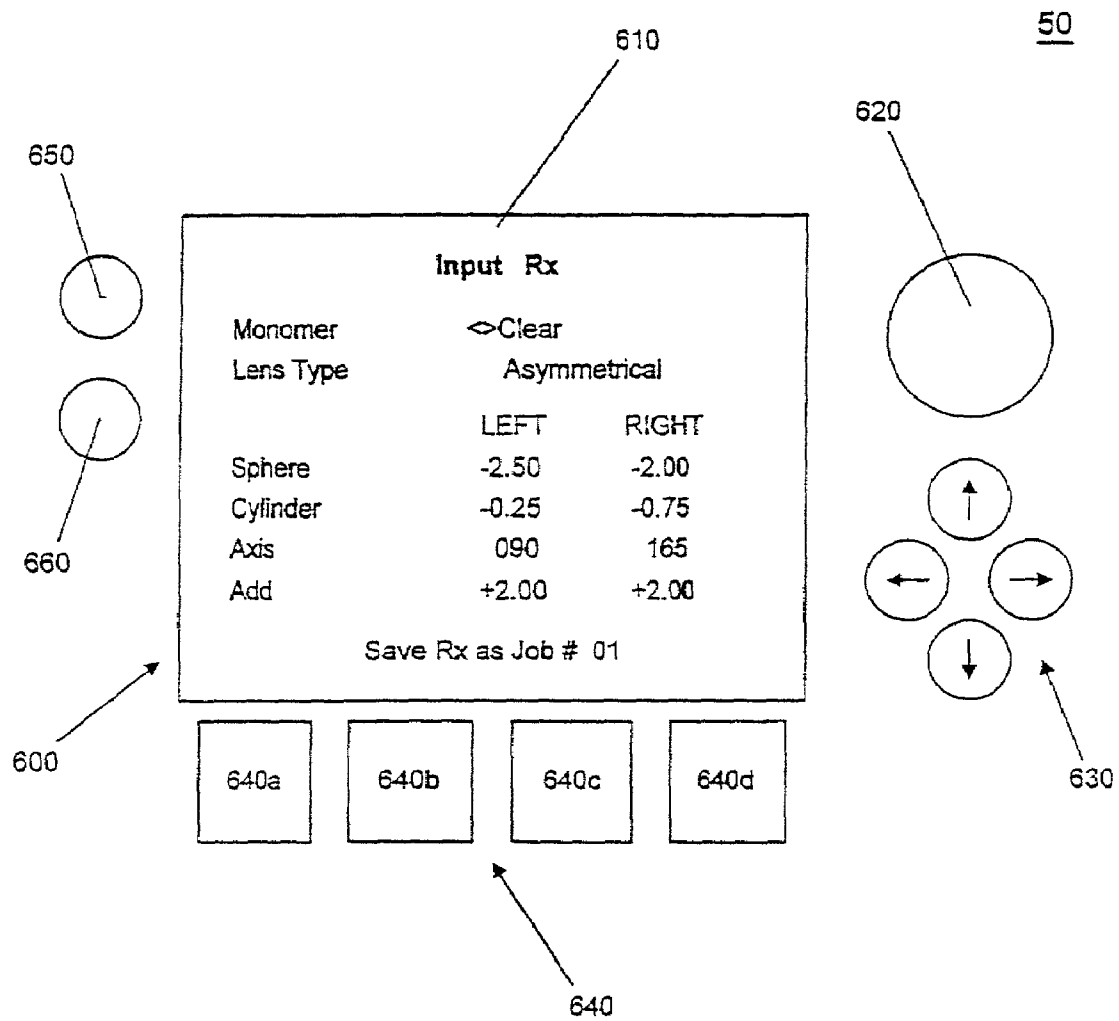 50
610
620
650
Input Rx
Monomer <>Clear
Lens Type Asymmetrical
LEFT RIGHT
Sphere -2.50 -2.00
Cylinder -0.25 -0.75
Axis 090 165
Add +2.00 +2.00
Save Rx as Job # 01
660
600
630
640a 640b 640c 640d
640